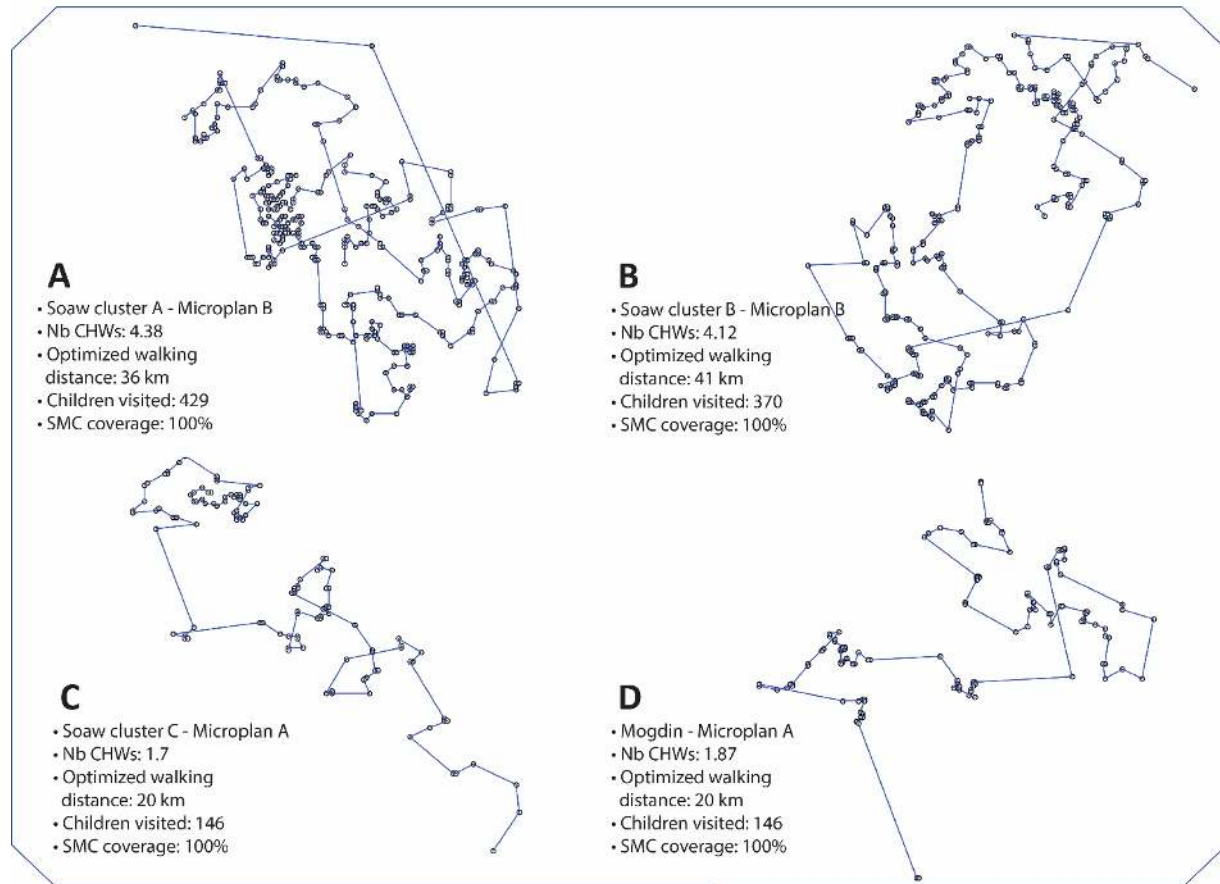 A
• Soaw cluster A - Microplan B
• Nb CHWs: 4.38
• Optimized walking
distance: 36 km
• Children visited: 429
• SMC coverage: 100%
B
• Soaw cluster B - Microplan B
• Nb CHWs: 4.12
• Optimized walking
distance: 41 km
• Children visited: 370
• SMC coverage: 100%
C
• Soaw cluster C - Microplan A
• Nb CHWs: 1.7
• Optimized walking
distance: 20 km
• Children visited: 146
• SMC coverage: 100%
D
• Mogdin - Microplan A
• Nb CHWs: 1.87
• Optimized walking
distance: 20 km
• Children visited: 146
• SMC coverage: 100%